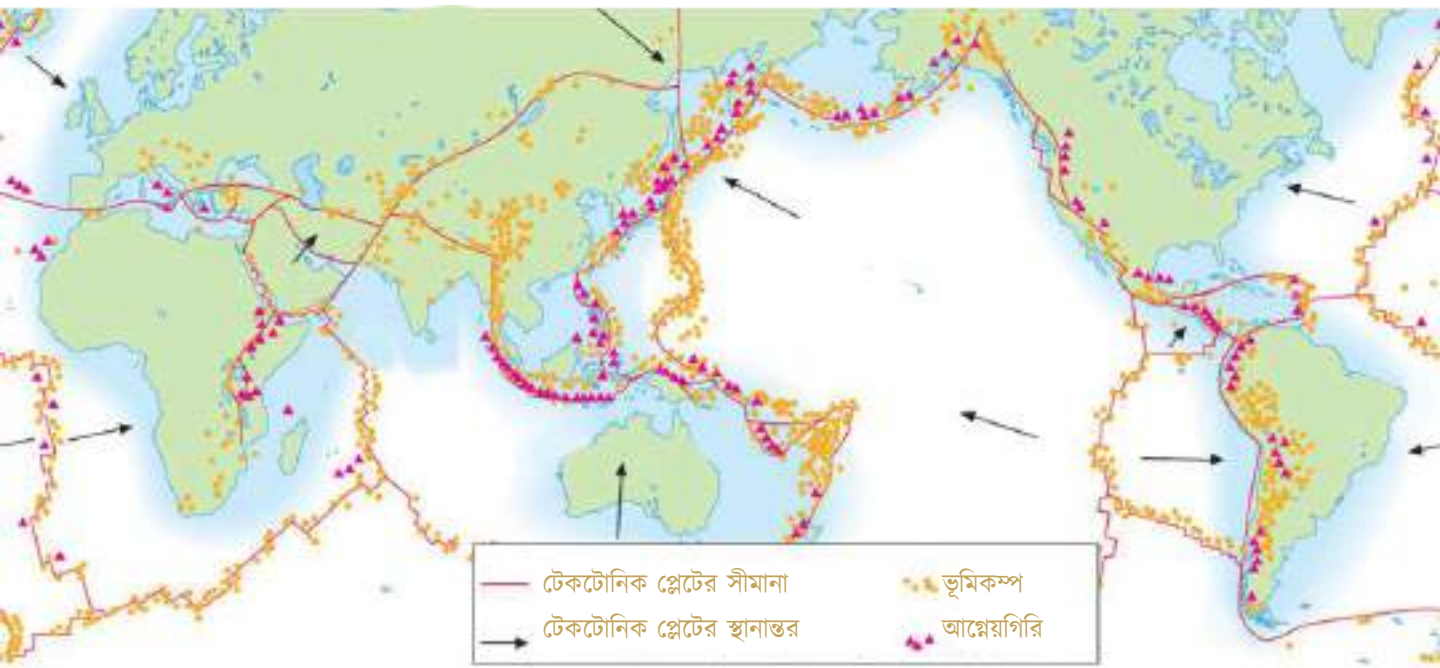 টেকটোনিক প্লেটের সীমানা
ভূমিকম্প
টেকটোনিক প্লেটের স্থানান্তর
আগ্নেয়গিরি